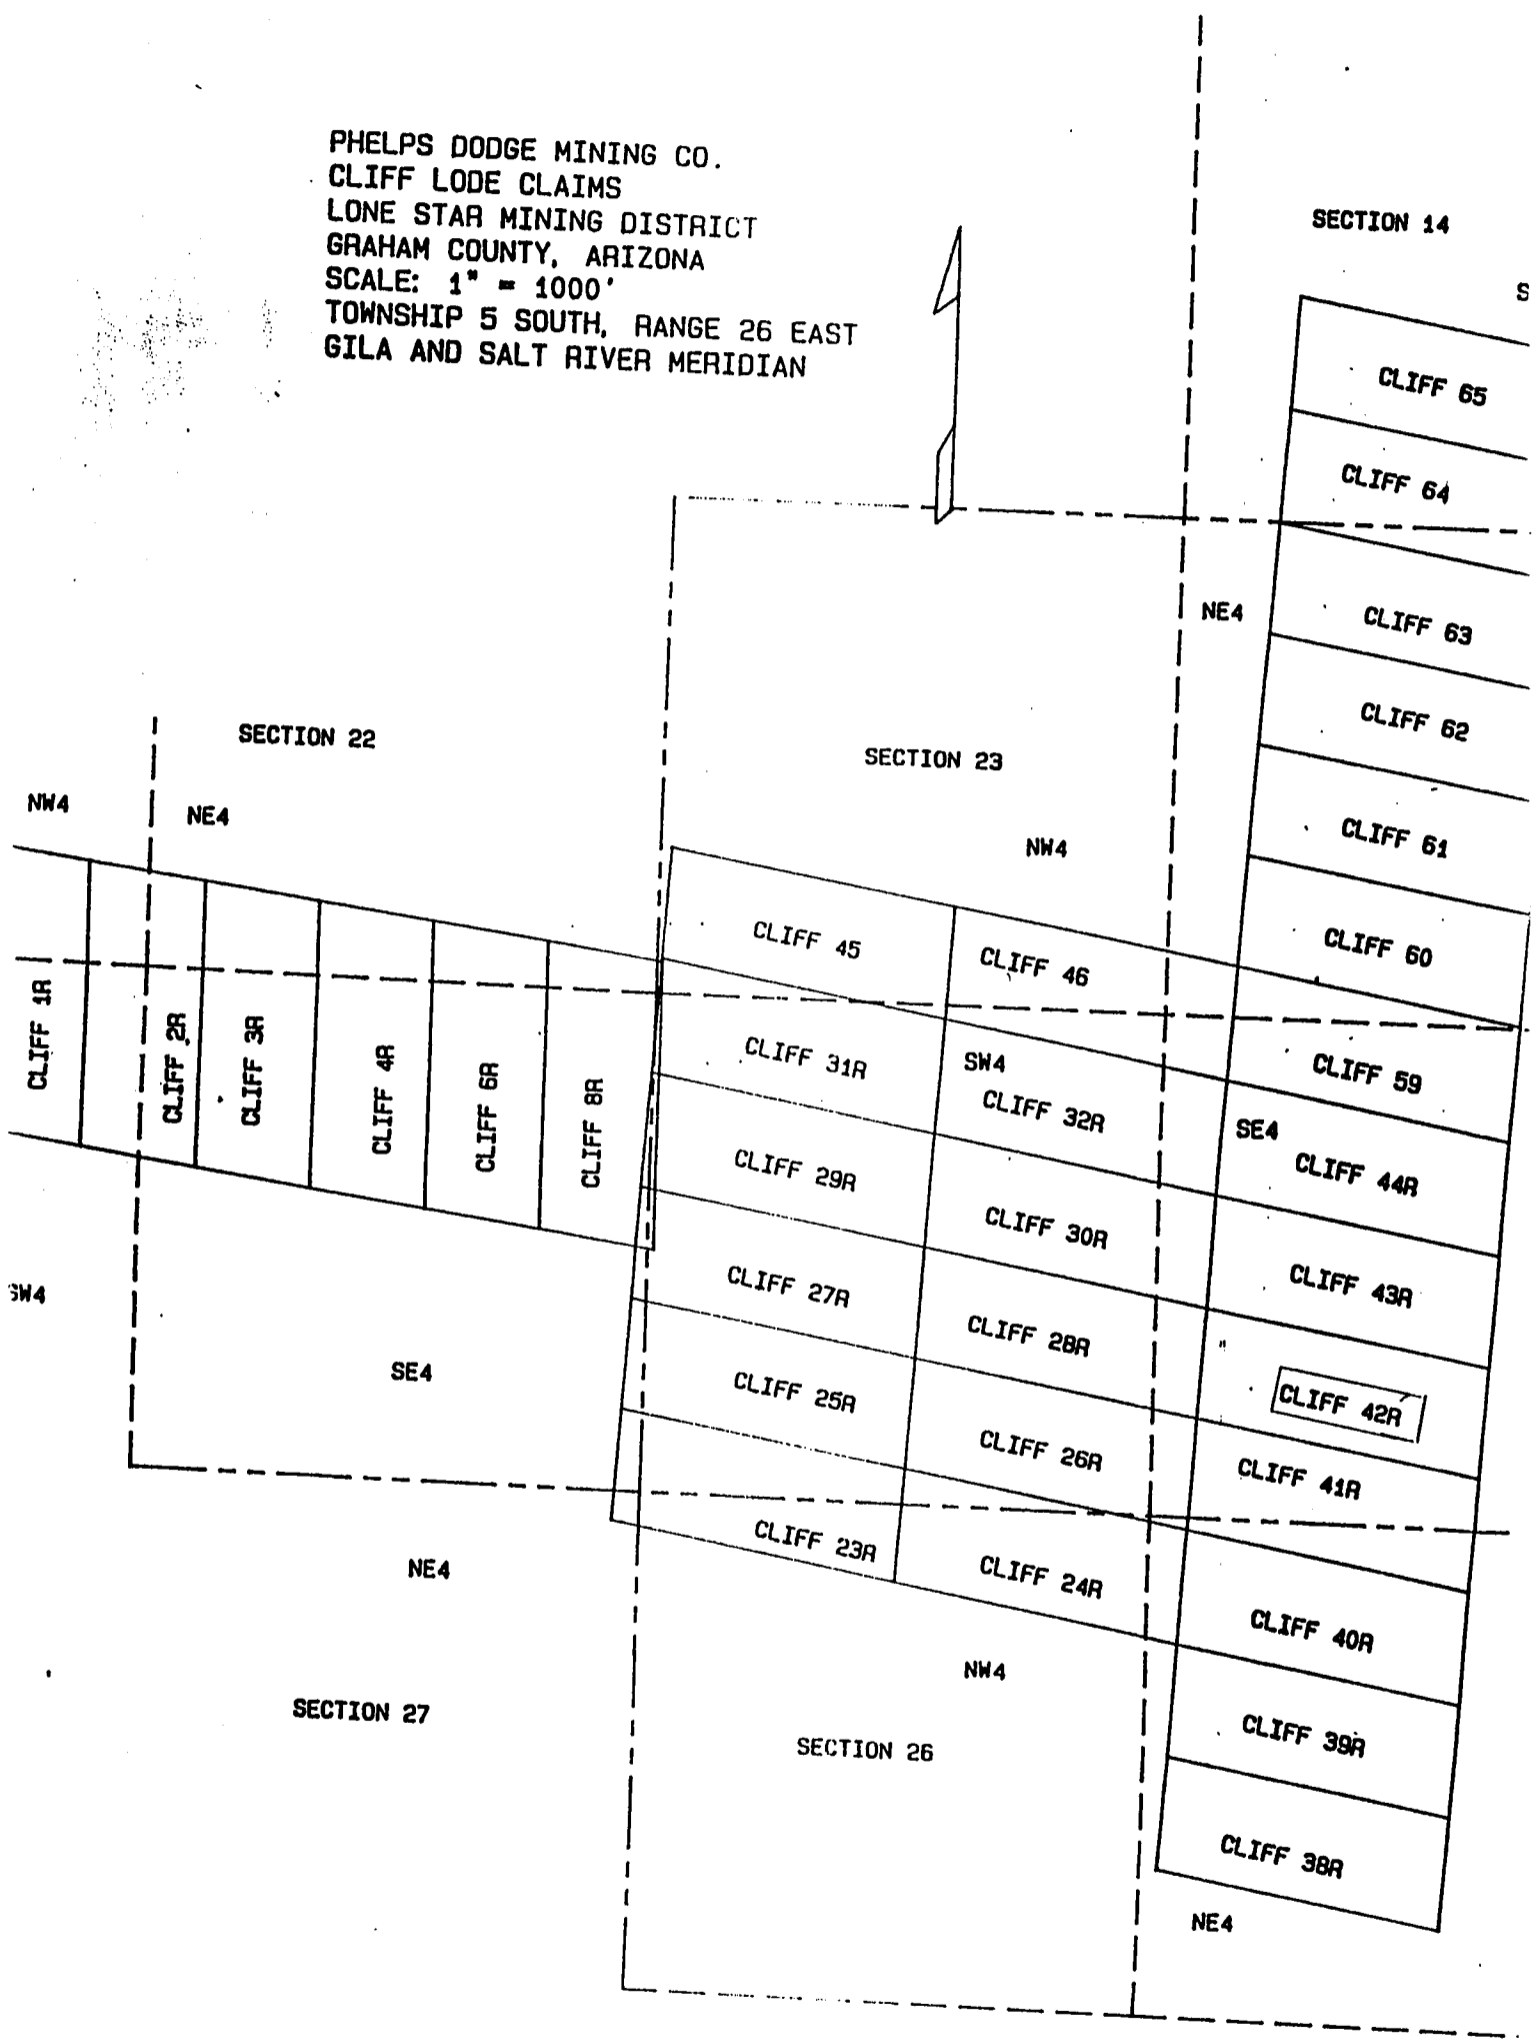 PHELPS DODGE MINING CO.
CLIFF LODE CLAIMS
LONE STAR MINING DISTRICT
GRAHAM COUNTY, ARIZONA
SCALE: 1" = 1000'
TOWNSHIP 5 SOUTH, RANGE 26 EAST
GILA AND SALT RIVER MERIDIAN
SECTION 14
S
CLIFF 65
CLIFF 64
NE4
CLIFF 63
CLIFF 62
SECTION 22
SECTION 23
NW4
NE4
NW4
CLIFF 61
CLIFF 45
CLIFF 46
CLIFF 60
CLIFF 1R
CLIFF 2R
CLIFF 3R
CLIFF 4R
CLIFF 6R
CLIFF 8R
CLIFF 31R
SW4
CLIFF 32R
CLIFF 59
SE4
CLIFF 44R
CLIFF 29R
CLIFF 30R
CLIFF 43R
SW4
CLIFF 27R
CLIFF 28R
SE4
CLIFF 25R
CLIFF 42R
CLIFF 26R
CLIFF 41R
NE4
CLIFF 23R
CLIFF 24R
CLIFF 40R
NW4
SECTION 27
SECTION 26
CLIFF 39R
CLIFF 38R
NE4